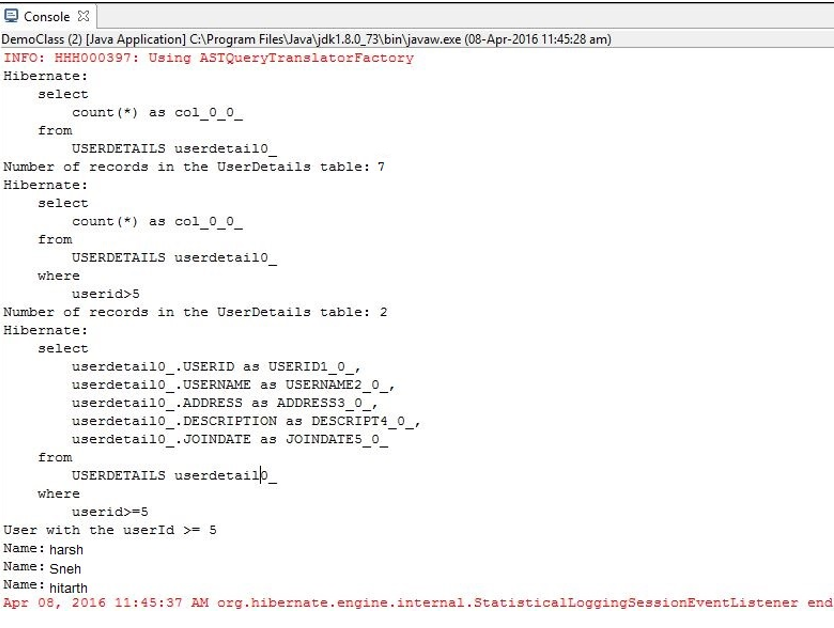 Console
DemoClass (2) [Java Application] C:\Program Files\Java\jdk1.8.0_73\bin\javaw.exe (08-Apr-2016 11:45:28 am)
INFO: HHH000397: Using ASTQueryTranslatorFactory
Hibernate:
    select
        count(*) as col_0_0_
    from
        USERDETAILS userdetail0_
Number of records in the UserDetails table: 7
Hibernate:
    select
        count(*) as col_0_0_
    from
        USERDETAILS userdetail0_
    where
        userid>5
Number of records in the UserDetails table: 2
Hibernate:
    select
        userdetail0_.USERID as USERID1_0_,
        userdetail0_.USERNAME as USERNAME2_0_,
        userdetail0_.ADDRESS as ADDRESS3_0_,
        userdetail0_.DESCRIPTION as DESCRIPT4_0_,
        userdetail0_.JOINDATE as JOINDATE5_0_
    from
        USERDETAILS userdetail0_
    where
        userid>=5
User with the userId >= 5
Name: harsh
Name: Sneh
Name: hitarth
Apr 08, 2016 11:45:37 AM org.hibernate.engine.internal.StatisticalLoggingSessionEventListener end